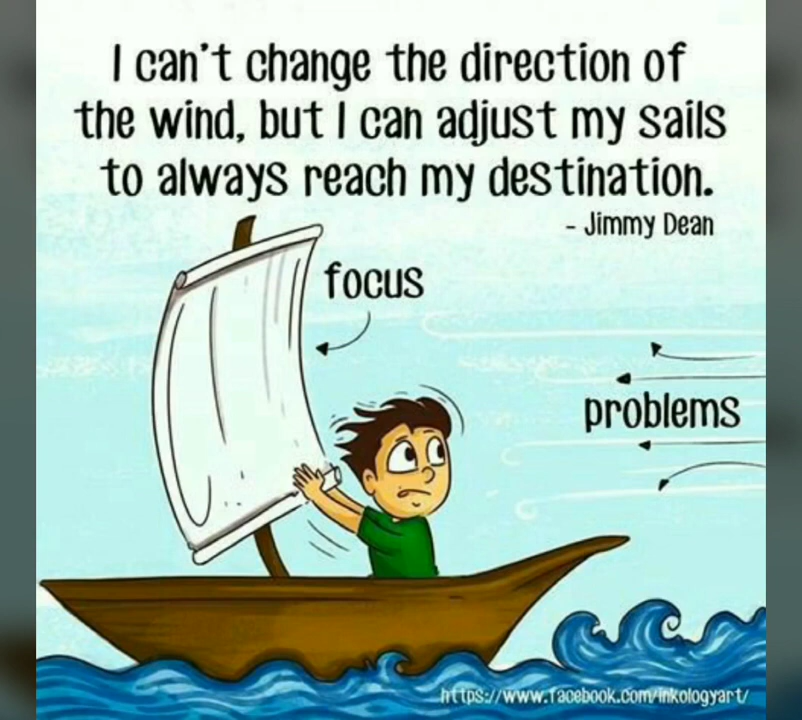 I can't change the direction of
the wind, but I can adjust my sails
to always reach my destination.
- Jimmy Dean
focus
problems
https://www.facebook.com/inkologyart/